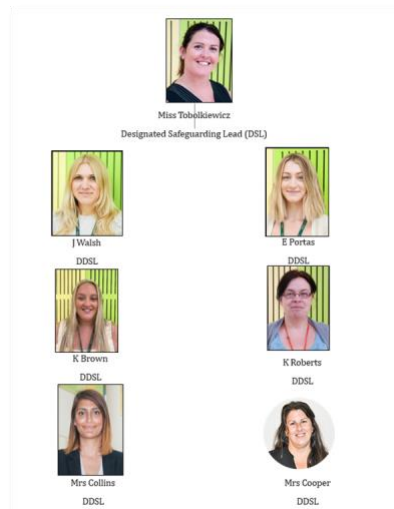 Miss Tobolkiewicz
Designated Safeguarding Lead (DSL)
J Walsh
E Portas
DDSL
DDSL
K Brown
K Roberts
DDSL
DDSL
Mrs Collins
Mrs Cooper
DDSL
DDSL